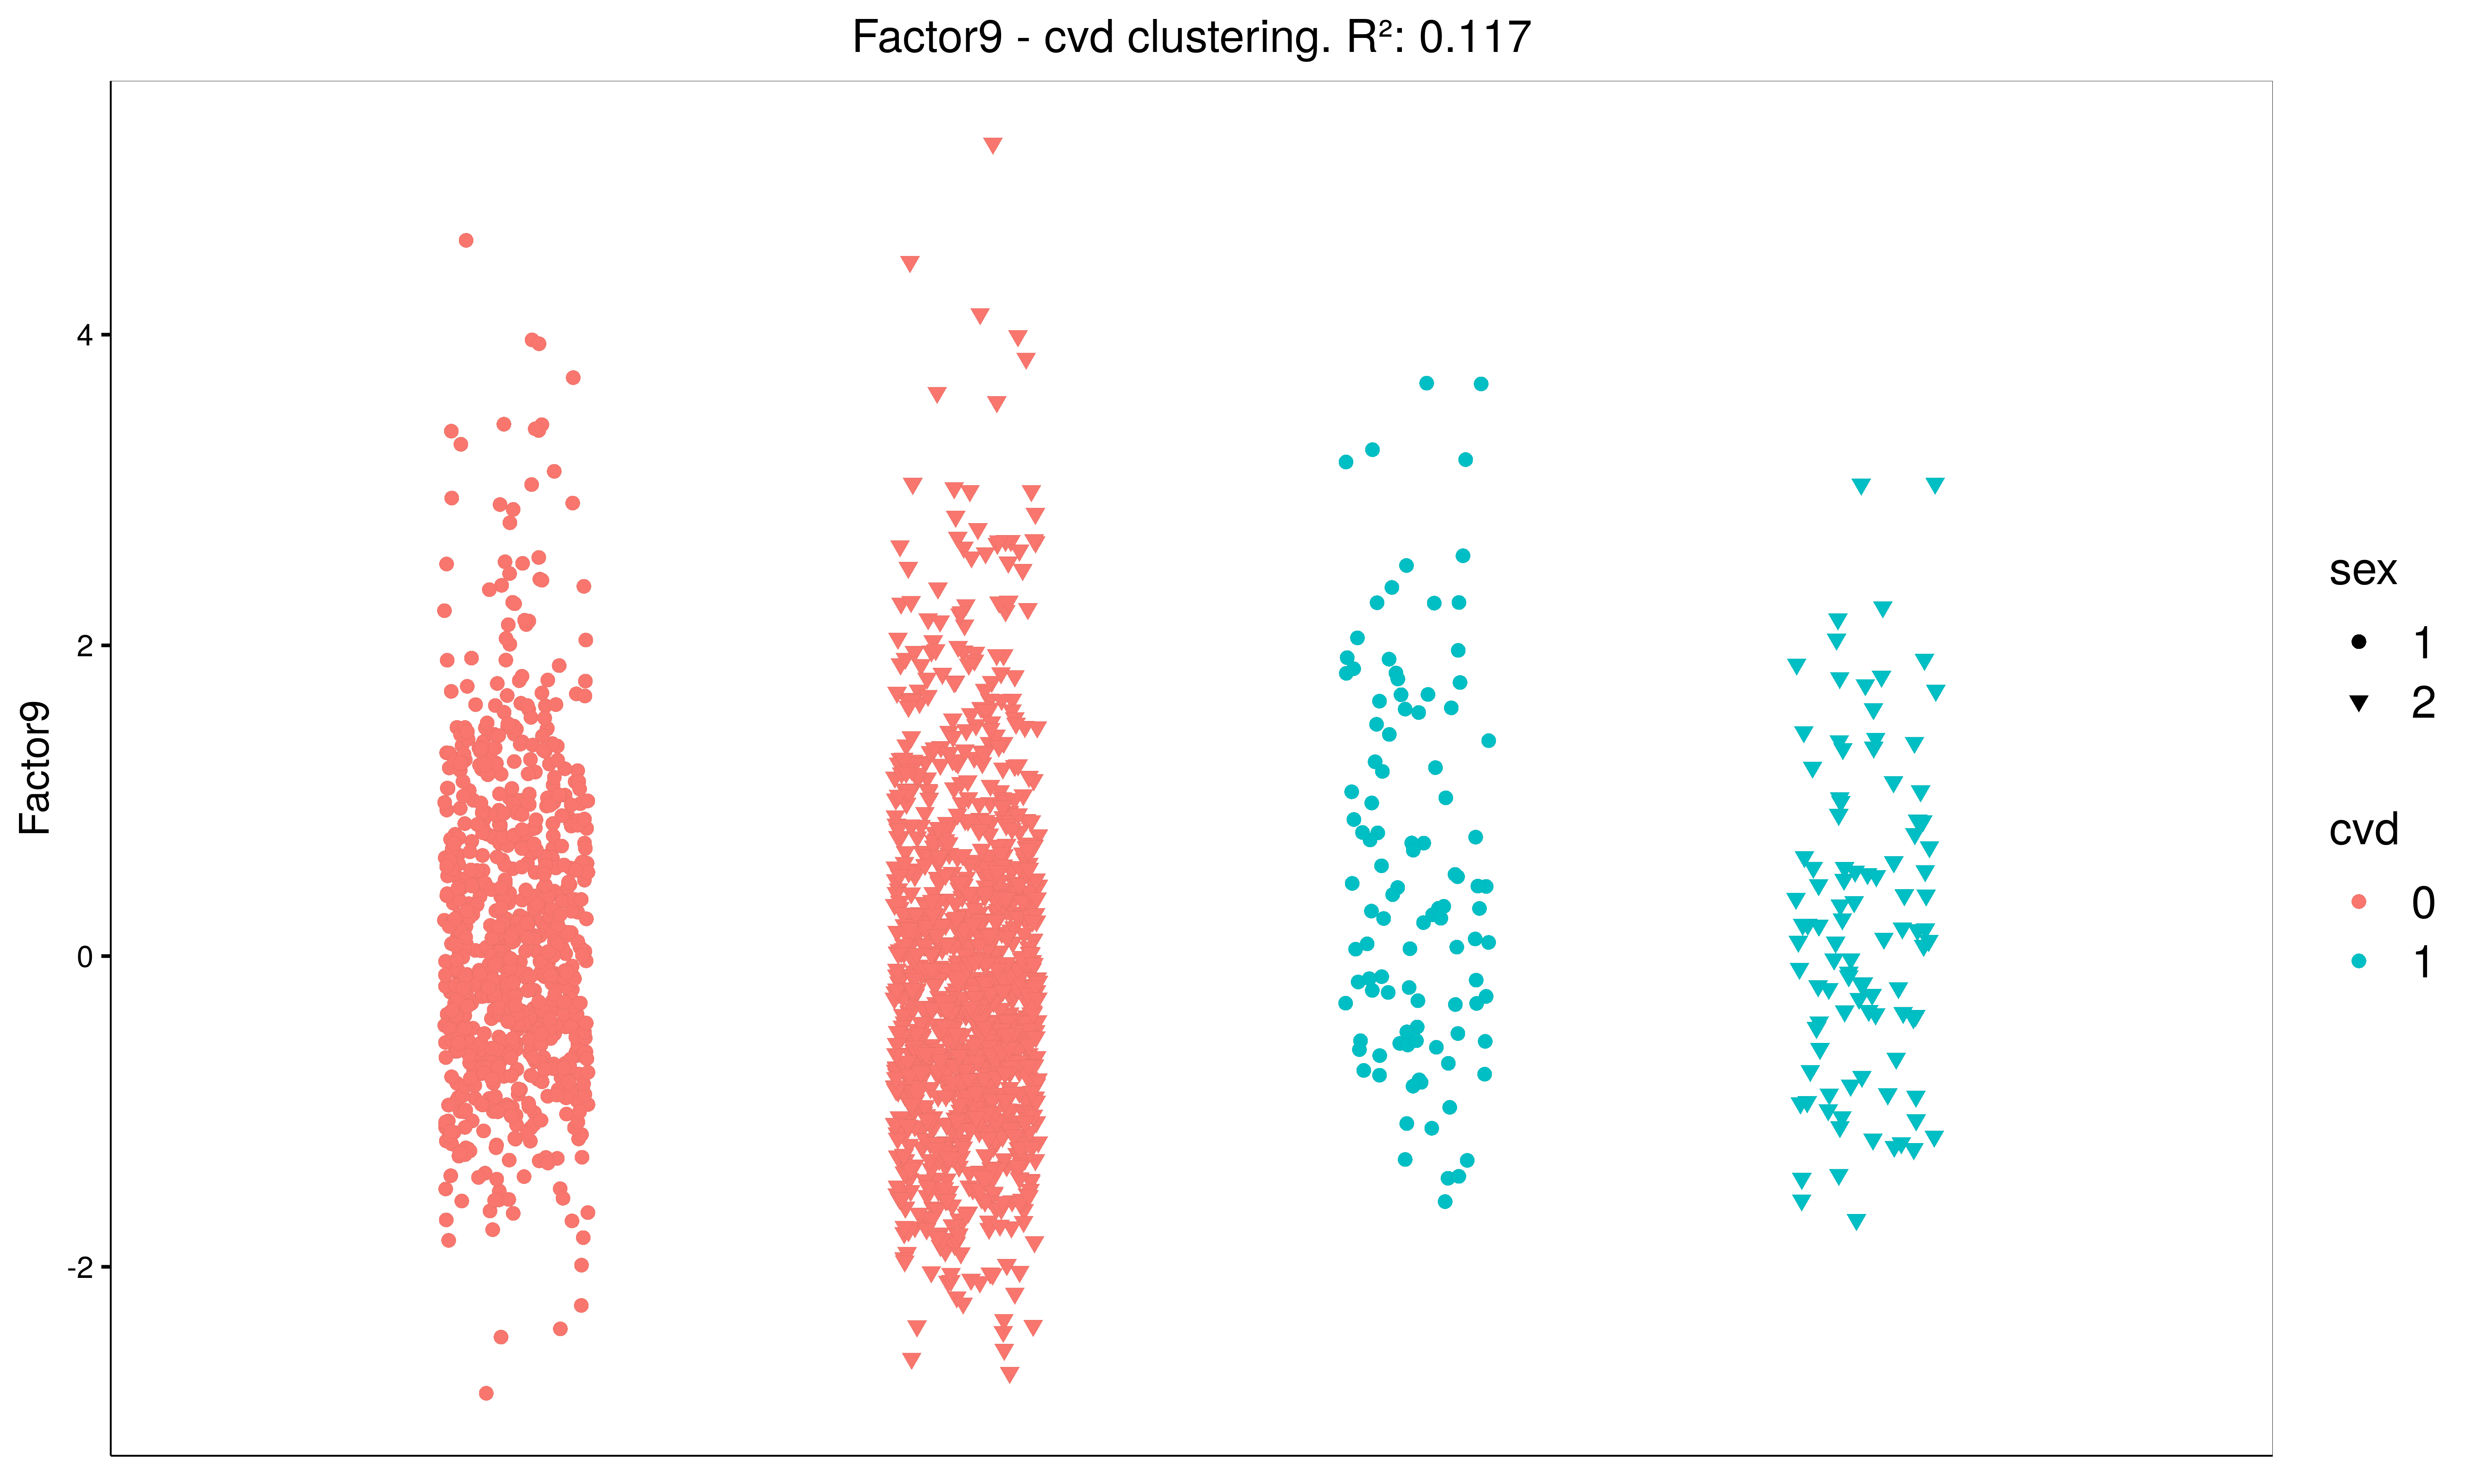 Factor9 - cvd clustering. R²: 0.117
4
2
0
-2
Factor9
sex
1
2
cvd
0
1